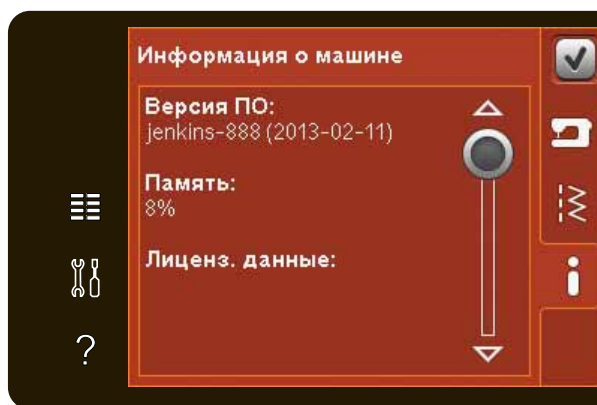 Информация о машине
Версия ПО:
jenkins-888 (2013-02-11)
Память:
8%
Лиценз. данные:
?